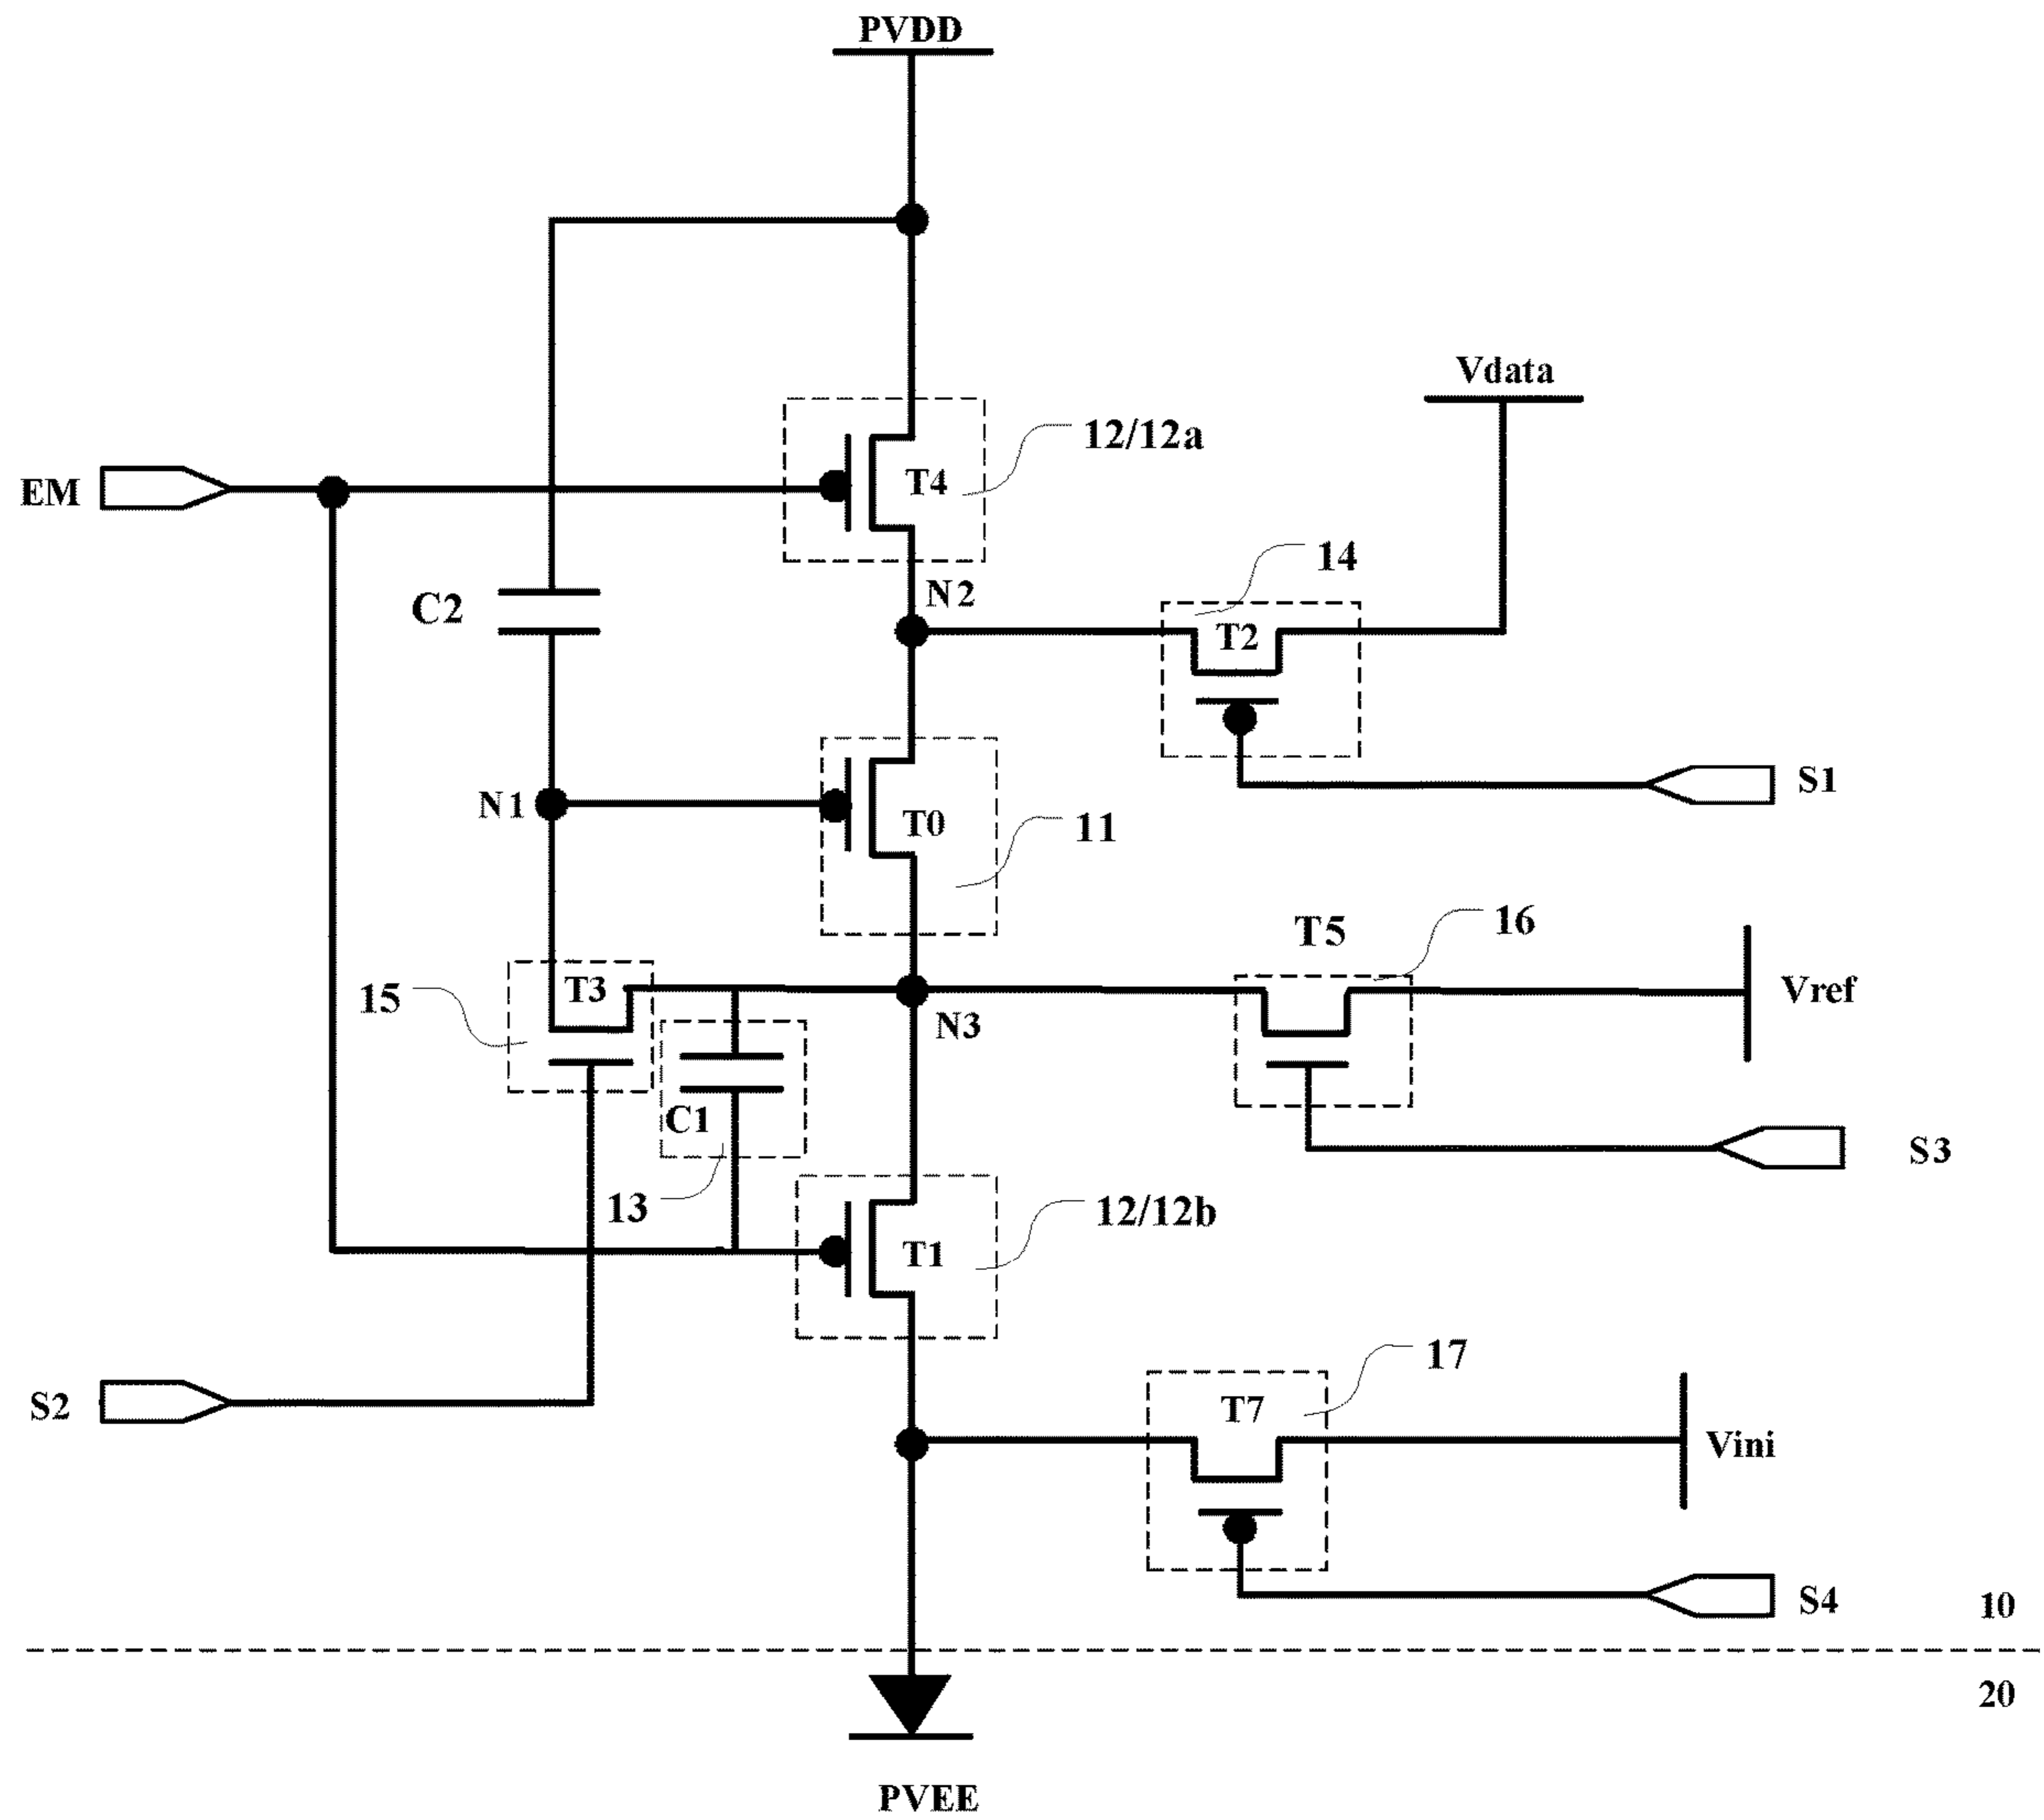 PVDD
Vdata
12/12a
EM
T4
14
N2
C2
T2
S1
N1
T0
11
T5
16
T3
15
Vref
N3
C1
S3
13
12/12b
T1
17
S2
T7
Vini
S4
10
20
PVEE